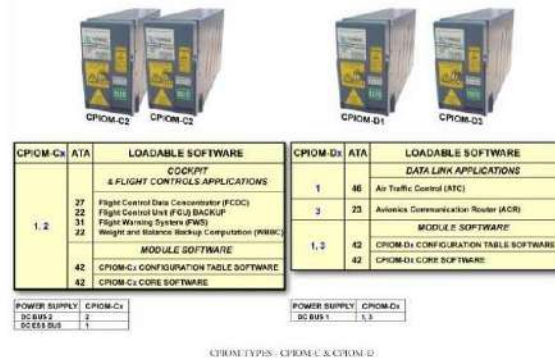 CPIOM-C2
CPIOM-C2
CPIOM-D1
CPIOM-D3
CPIOM-Cx ATA LOADABLE SOFTWARE
COCKPIT
& FLIGHT CONTROLS APPLICATIONS
1, 2
27 Flight Control Data Concentrator (FCDC)
22 Flight Control Unit (FCU) BACKUP
31 Flight Warning System (FWS)
22 Weight and Balance Backup Computation (WBBC)
MODULE SOFTWARE
42 CPIOM-Cx CONFIGURATION TABLE SOFTWARE
42 CPIOM-Cx CORE SOFTWARE
POWER SUPPLY CPIOM-Cx
DC BUS 2 2
DC ESS BUS 1
CPIOM-Dx ATA LOADABLE SOFTWARE
DATA LINK APPLICATIONS
1 46 Air Traffic Control (ATC)
3 23 Avionics Communication Router (ACR)
MODULE SOFTWARE
1, 3 42 CPIOM-Dx CONFIGURATION TABLE SOFTWARE
42 CPIOM-Dx CORE SOFTWARE
POWER SUPPLY CPIOM-Dx
DC BUS 1 1, 3
CPIOM TYPES - CPIOM-C & CPIOM-D